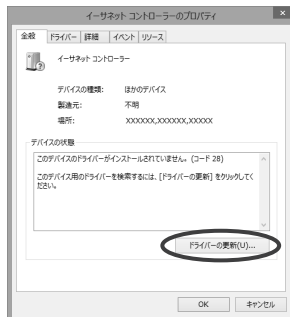 イーサネット コントローラーのプロパティ
全般 ドライバー 詳細 イベント リソース
イーサネット コントローラー
デバイスの種類: ほかのデバイス
製造元: 不明
場所: XXXXXX,XXXXXX,XXXXX
デバイスの状態
このデバイスのドライバーがインストールされていません。(コード 28)
このデバイス用のドライバーを検索するには、[ドライバーの更新] をクリックしてく
ださい。
ドライバーの更新(U)...
OK キャンセル